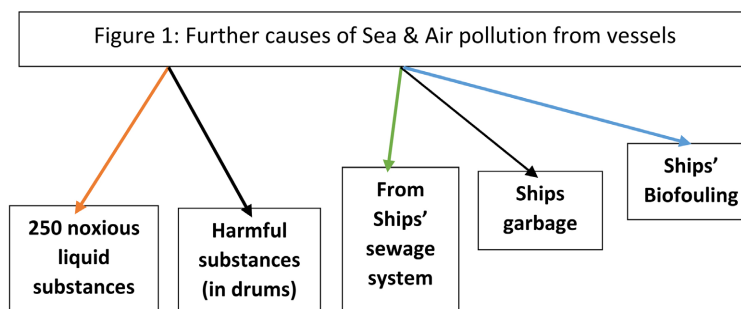 Figure 1: Further causes of Sea & Air pollution from vessels
250 noxious
liquid
substances
Harmful
substances
(in drums)
From
Ships’
sewage
system
Ships
garbage
Ships’
Biofouling